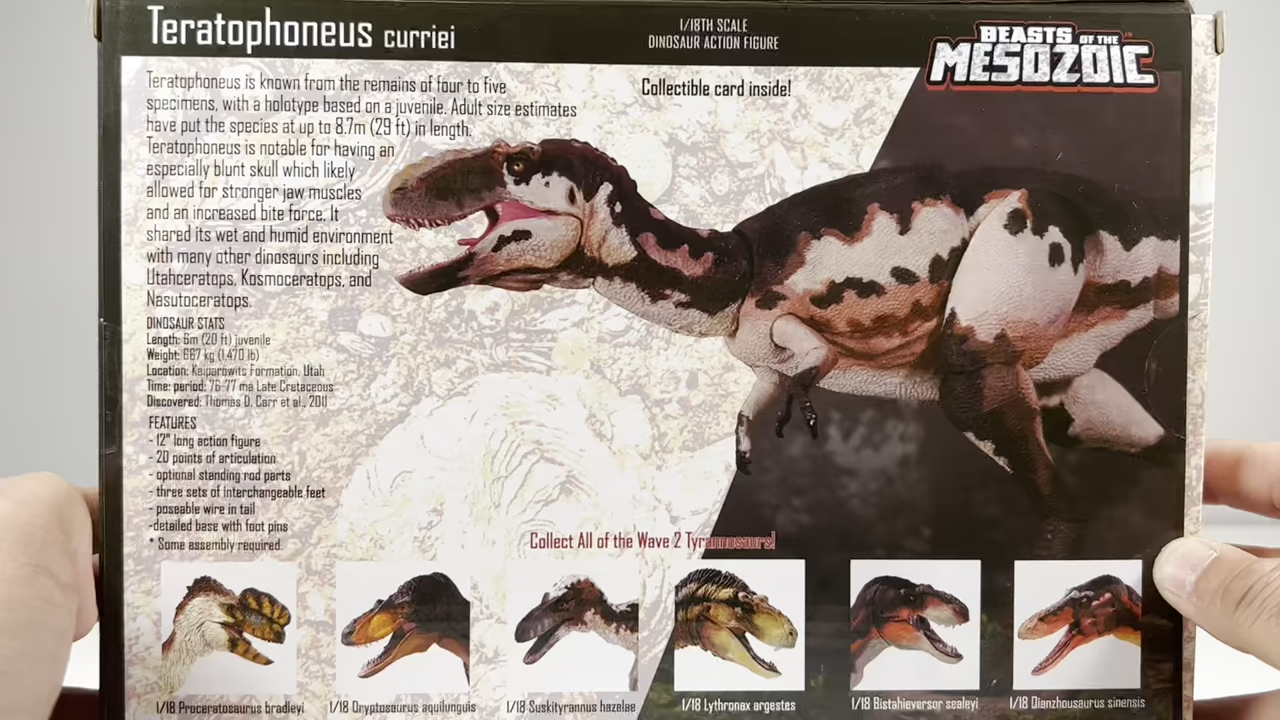 Teratophoneus curriei
1/18TH SCALE
DINOSAUR ACTION FIGURE
BEASTS OF THE
MESOZOIC
Teratophoneus is known from the remains of four to five
specimens, with a holotype based on a juvenile. Adult size estimates
have put the species at up to 8.7m (29 ft) in length.
Teratophoneus is notable for having an
especially blunt skull which likely
allowed for stronger jaw muscles
and an increased bite force. It
shared its wet and humid environment
with many other dinosaurs including
Utahceratops, Kosmoceratops, and
Nasutoceratops.
Collectible card inside!
DINOSAUR STATS
Length: 6m (20 ft) juvenile
Weight: 667 kg (1,470 lb)
Location: Kaiparowits Formation, Utah
Time: period: 76-77 ma Late Cretaceous
Discovered: Thomas D. Carr et al., 2011
FEATURES
- 12" long action figure
- 20 points of articulation
- optional standing rod parts
- three sets of interchangeable feet
- poseable wire in tail
-detailed base with foot pins
* Some assembly required.
Collect All of the Wave 2 Tyrannosaurs!
1/18 Proceratosaurus bradleyi
1/18 Dryptosaurus aquilunguis
1/18 Suskityrannus hazelae
1/18 Lythronax argestes
1/18 Bistahieversor sealeyi
1/18 Qianzhousaurus sinensis